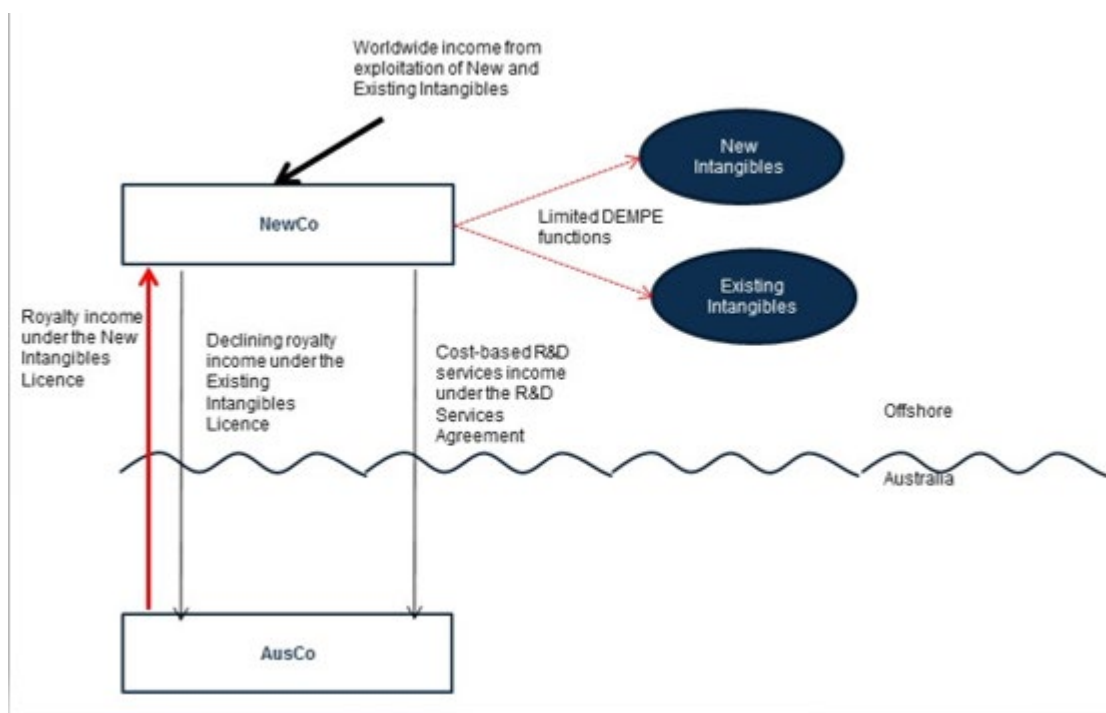 Worldwide income from
exploitation of New and
Existing Intangibles
New
Intangibles
NewCo
Limited DEMPE
functions
Existing
Intangibles
Royalty income
under the New
Intangibles
Licence
Declining royalty
income under the
Existing
Intangibles
Licence
Cost-based R&D
services income
under the R&D
Services
Agreement
Offshore
Australia
AusCo